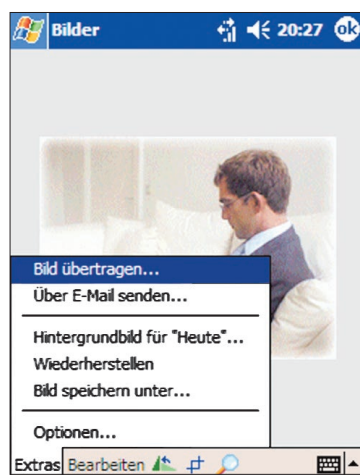 Bilder 20:27 ok
Bild übertragen...
Über E-Mail senden...
Hintergrundbild für "Heute"...
Wiederherstellen
Bild speichern unter...
Optionen...
Extras Bearbeiten